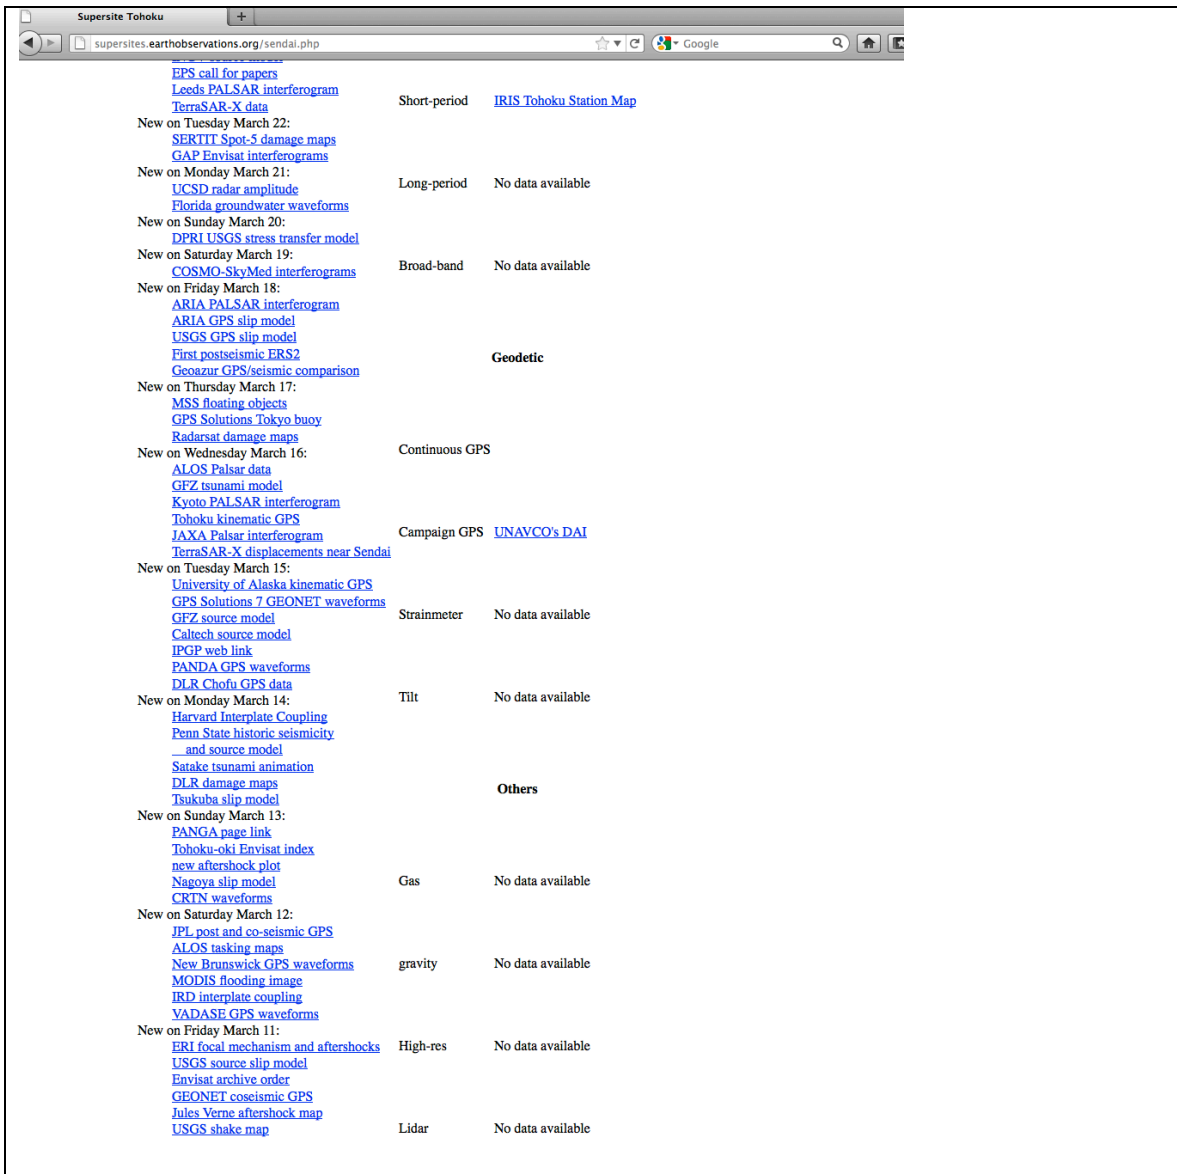 Supersite Tohoku
+
supersites.earthobservations.org/sendai.php
Google
EPS call for papers
Leeds PALSAR interferogram
TerraSAR-X data
New on Tuesday March 22:
SERTIT Spot-5 damage maps
GAP Envisat interferograms
New on Monday March 21:
UCSD radar amplitude
Florida groundwater waveforms
New on Sunday March 20:
DPRI USGS stress transfer model
New on Saturday March 19:
COSMO-SkyMed interferograms
New on Friday March 18:
ARIA PALSAR interferogram
ARIA GPS slip model
USGS GPS slip model
First postseismic ERS2
Geoazur GPS/seismic comparison
New on Thursday March 17:
MSS floating objects
GPS Solutions Tokyo buoy
Radarsat damage maps
New on Wednesday March 16:
ALOS Palsar data
GFZ tsunami model
Kyoto PALSAR interferogram
Tohoku kinematic GPS
JAXA Palsar interferogram
TerraSAR-X displacements near Sendai
New on Tuesday March 15:
University of Alaska kinematic GPS
GPS Solutions 7 GEONET waveforms
GFZ source model
Caltech source model
IPGP web link
PANDA GPS waveforms
DLR Chofu GPS data
New on Monday March 14:
Harvard Interplate Coupling
Penn State historic seismicity
and source model
Satake tsunami animation
DLR damage maps
Tsukuba slip model
New on Sunday March 13:
PANGA page link
Tohoku-oki Envisat index
new aftershock plot
Nagoya slip model
CRTN waveforms
New on Saturday March 12:
JPL post and co-seismic GPS
ALOS tasking maps
New Brunswick GPS waveforms
MODIS flooding image
IRD interplate coupling
VADASE GPS waveforms
New on Friday March 11:
ERI focal mechanism and aftershocks
USGS source slip model
Envisat archive order
GEONET coseismic GPS
Jules Verne aftershock map
USGS shake map
Short-period IRIS Tohoku Station Map
Long-period No data available
Broad-band No data available
Geodetic
Continuous GPS
Campaign GPS UNAVCO's DAI
Strainmeter No data available
Tilt No data available
Others
Gas No data available
gravity No data available
High-res No data available
Lidar No data available